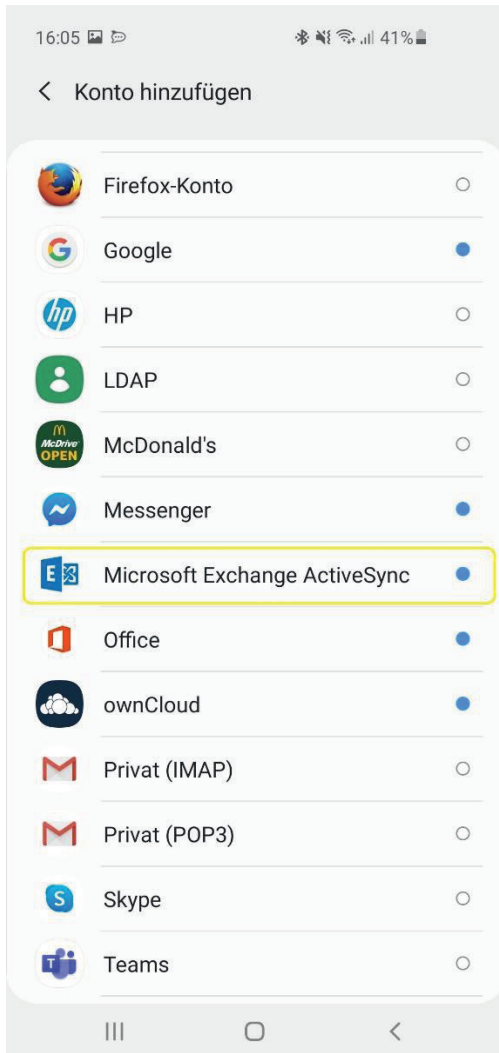 16:05 41%
Konto hinzufügen
Firefox-Konto
Google
G
hp HP
LDAP
McDrive
OPEN
McDonald's
Messenger
E Microsoft Exchange ActiveSync
Office
ownCloud
Privat (IMAP)
Privat (POP3)
S Skype
T Teams